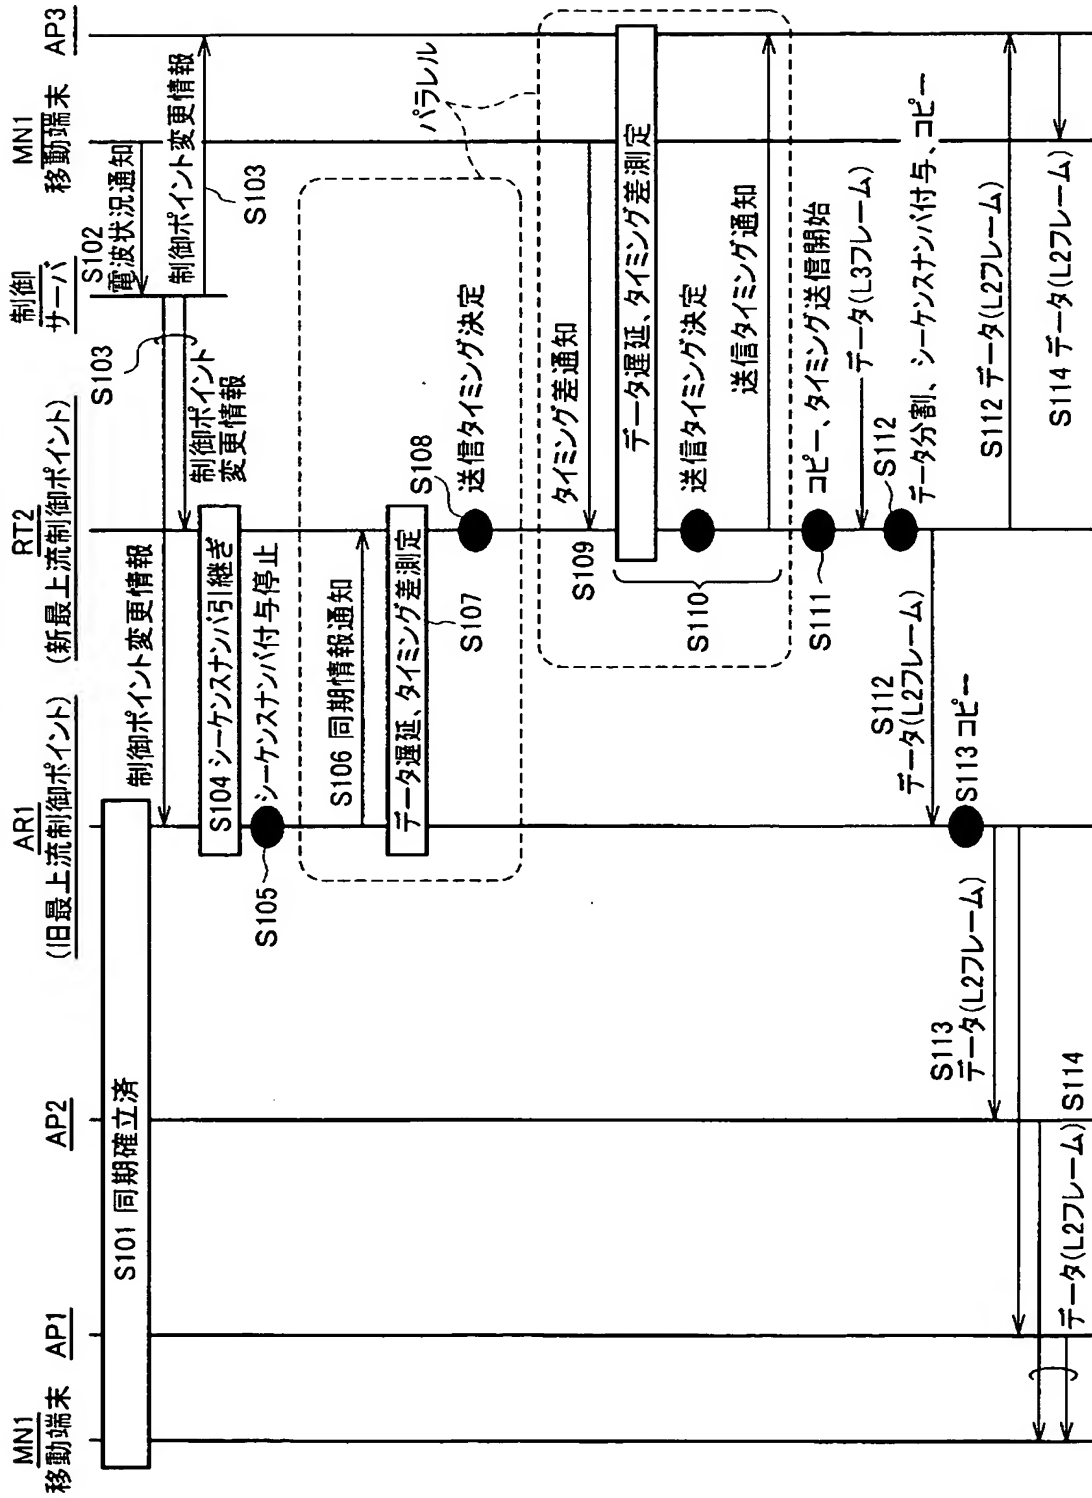 MN1
移動端末
AP1
AP2
AR1
(旧最上流制御ポイント)
RT2
(新最上流制御ポイント)
制御
サーバ
MN1
移動端末
AP3
S101 同期確立済
S102
電波状況通知
制御ポイント変更情報
S103
S103
制御ポイント変更情報
制御ポイント
変更情報
S104 シーケンスナンバ引継ぎ
シーケンスナンバ付与停止
S105
パラレル
S106 同期情報通知
データ遅延、タイミング差測定
S107
S108
送信タイミング決定
タイミング差通知
S109
データ遅延、タイミング差測定
送信タイミング決定
S110
送信タイミング通知
コピー、タイミング送信開始
S111
データ(L3フレーム)
S112
データ分割、シーケンスナンバ付与、コピー
S112
データ(L2フレーム)
S112 データ(L2フレーム)
S113 コピー
S113
データ(L2フレーム)
S114 データ(L2フレーム)
データ(L2フレーム) S114